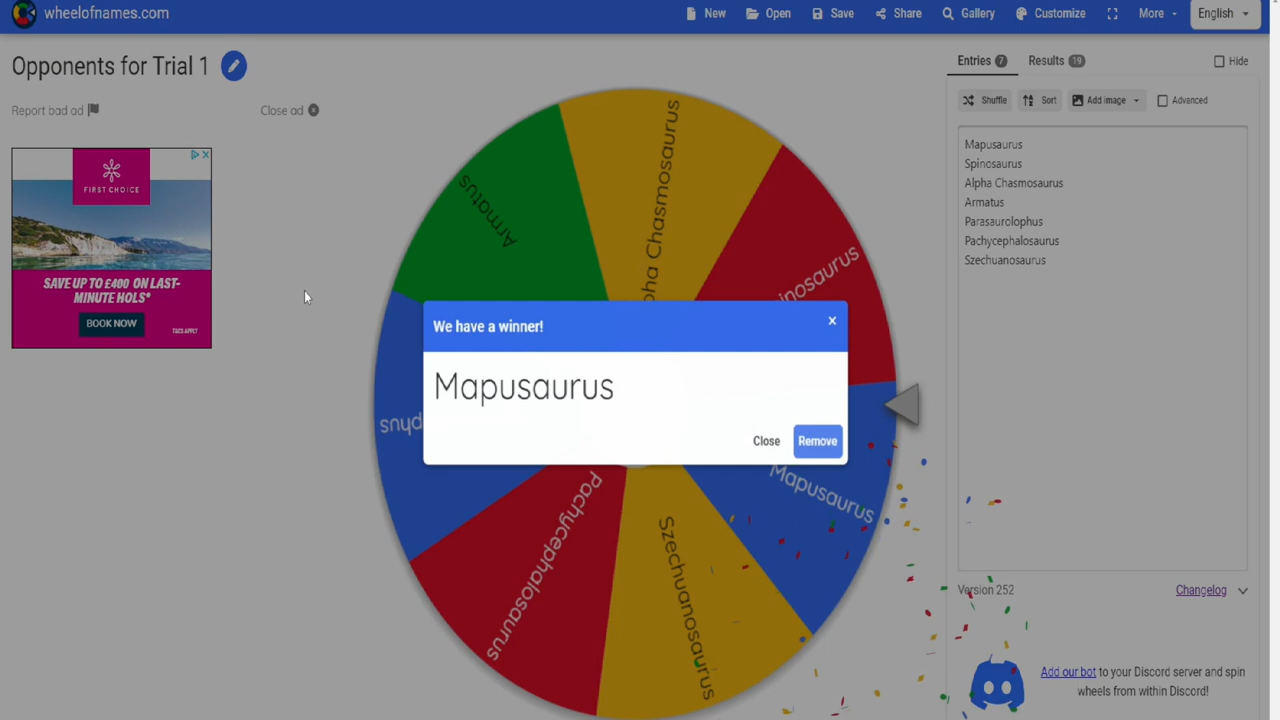 wheelofnames.com
New
Open
Save
Share
Gallery
Customize
More
English
Opponents for Trial 1
Entries 7
Results 19
Hide
Report bad ad
Close ad
Shuffle
Sort
Add image
Advanced
FIRST CHOICE
SAVE UP TO £400 ON LAST-
MINUTE HOLS*
BOOK NOW
T&CS APPLY
Mapusaurus
Spinosaurus
Alpha Chasmosaurus
Armatus
Parasaurolophus
Pachycephalosaurus
Szechuanosaurus
Armatus
pha Chasmosaurus
inosaurus
phus
Mapusaurus
Pachycephalosaurus
Szechuanosaurus
We have a winner!
Mapusaurus
Close
Remove
Version 252
Changelog
Add our bot to your Discord server and spin
wheels from within Discord!